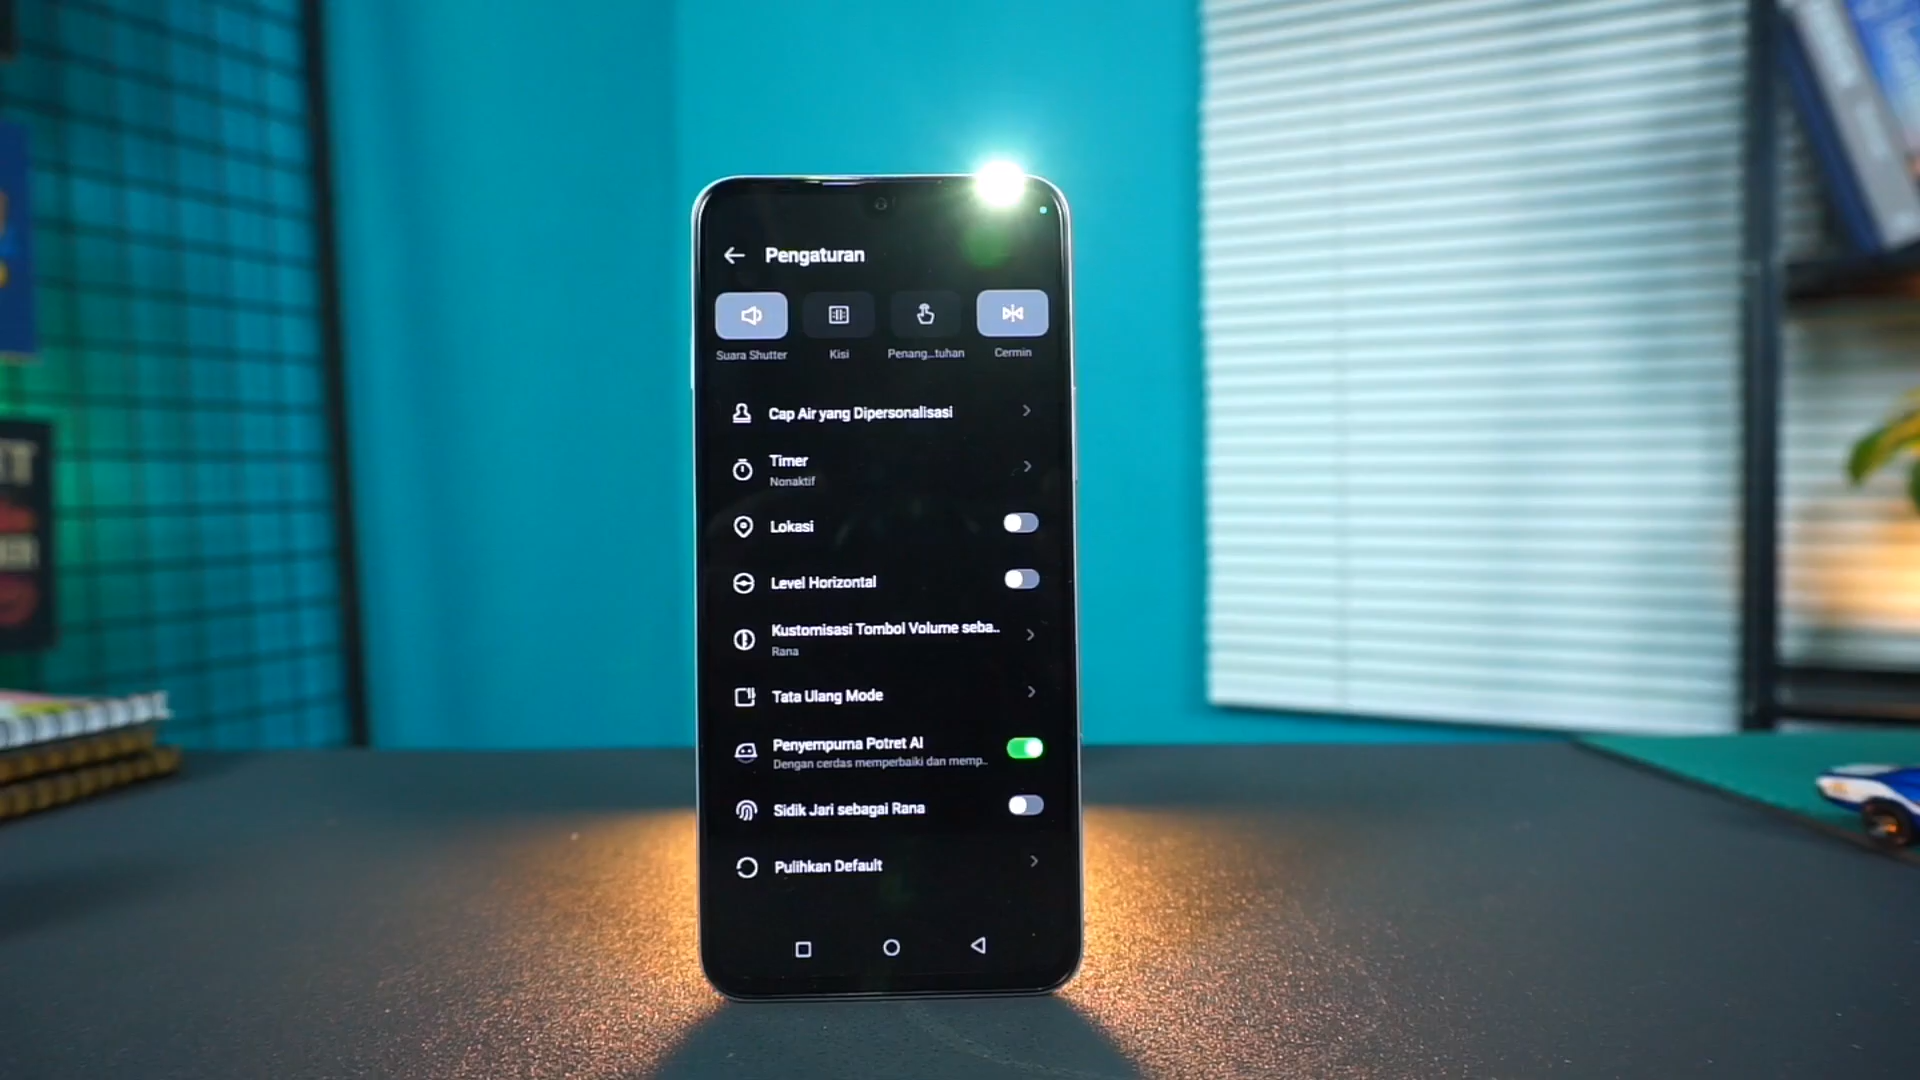 Pengaturan
Suara Shutter
Kisi
Penang...tuhan
Cermin
Cap Air yang Dipersonalisasi
Timer
Nonaktif
Lokasi
Level Horizontal
Kustomisasi Tombol Volume seba..
Rana
Tata Ulang Mode
Penyempurna Potret AI
Dengan cerdas memperbaiki dan memp..
Sidik Jari sebagai Rana
Pulihkan Default